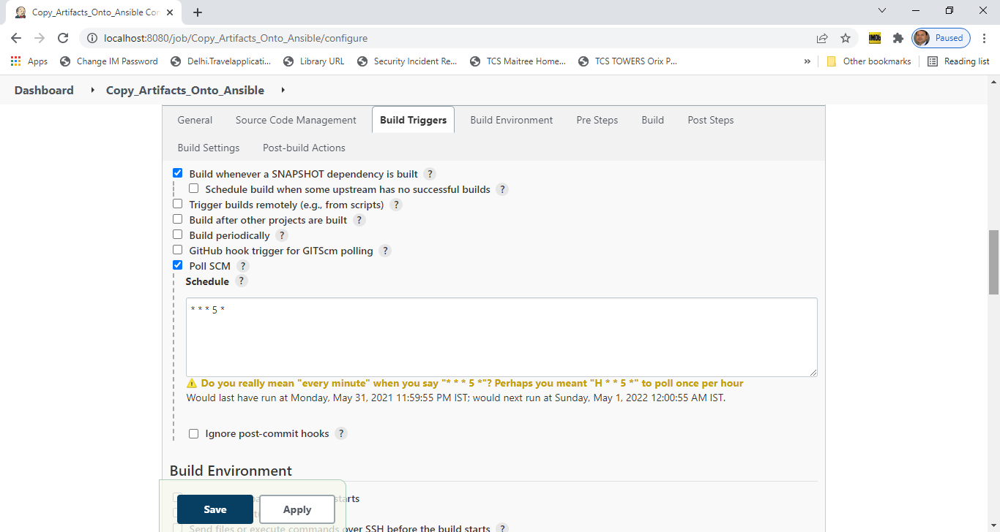 Copy_Artifacts_Onto_Ansible Con
localhost:8080/job/Copy_Artifacts_Onto_Ansible/configure
IMDb
Paused
Apps
Change IM Password
Delhi.Travelapplicati...
Library URL
Security Incident Re...
TCS Maitree Home...
TCS TOWERS Orix P...
»
Other bookmarks
Reading list
Dashboard
Copy_Artifacts_Onto_Ansible
General Source Code Management Build Triggers Build Environment Pre Steps Build Post Steps
Build Settings Post-build Actions
Build whenever a SNAPSHOT dependency is built ?
Schedule build when some upstream has no successful builds ?
Trigger builds remotely (e.g., from scripts) ?
Build after other projects are built ?
Build periodically ?
GitHub hook trigger for GITScm polling ?
Poll SCM ?
Schedule ?
* * * 5 *
Do you really mean "every minute" when you say "* * * 5 *"? Perhaps you meant "H * * 5 *" to poll once per hour
Would last have run at Monday, May 31, 2021 11:59:55 PM IST; would next run at Sunday, May 1, 2022 12:00:55 AM IST.
Ignore post-commit hooks ?
Build Environment
starts
Save Apply
Send files or execute commands over SSH before the build starts ?